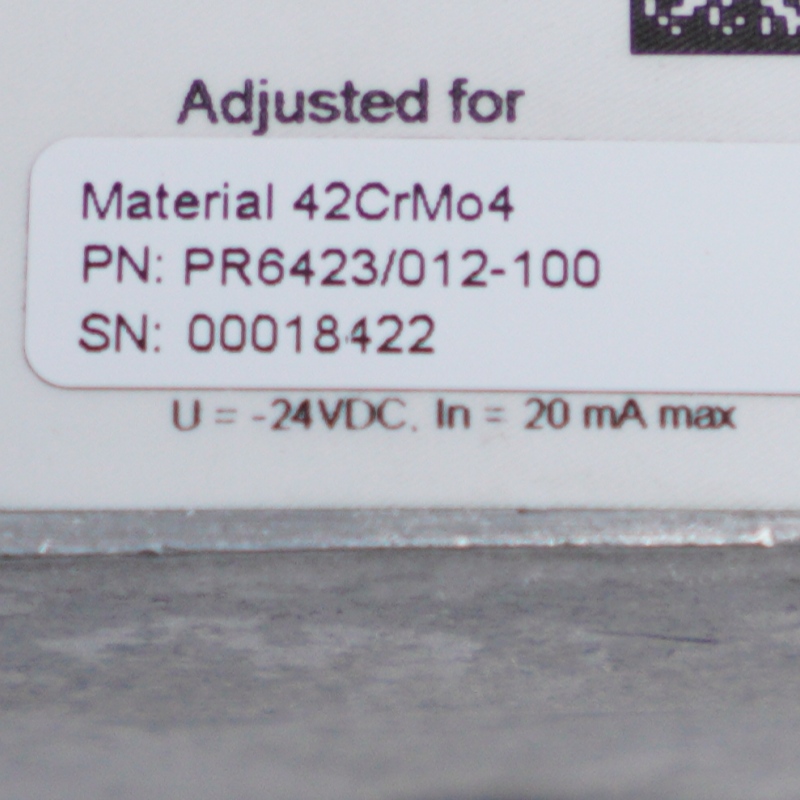 Adjusted for
Material 42CrMo4
PN: PR6423/012-100
SN: 00018422
U = -24VDC, In = 20 mA max